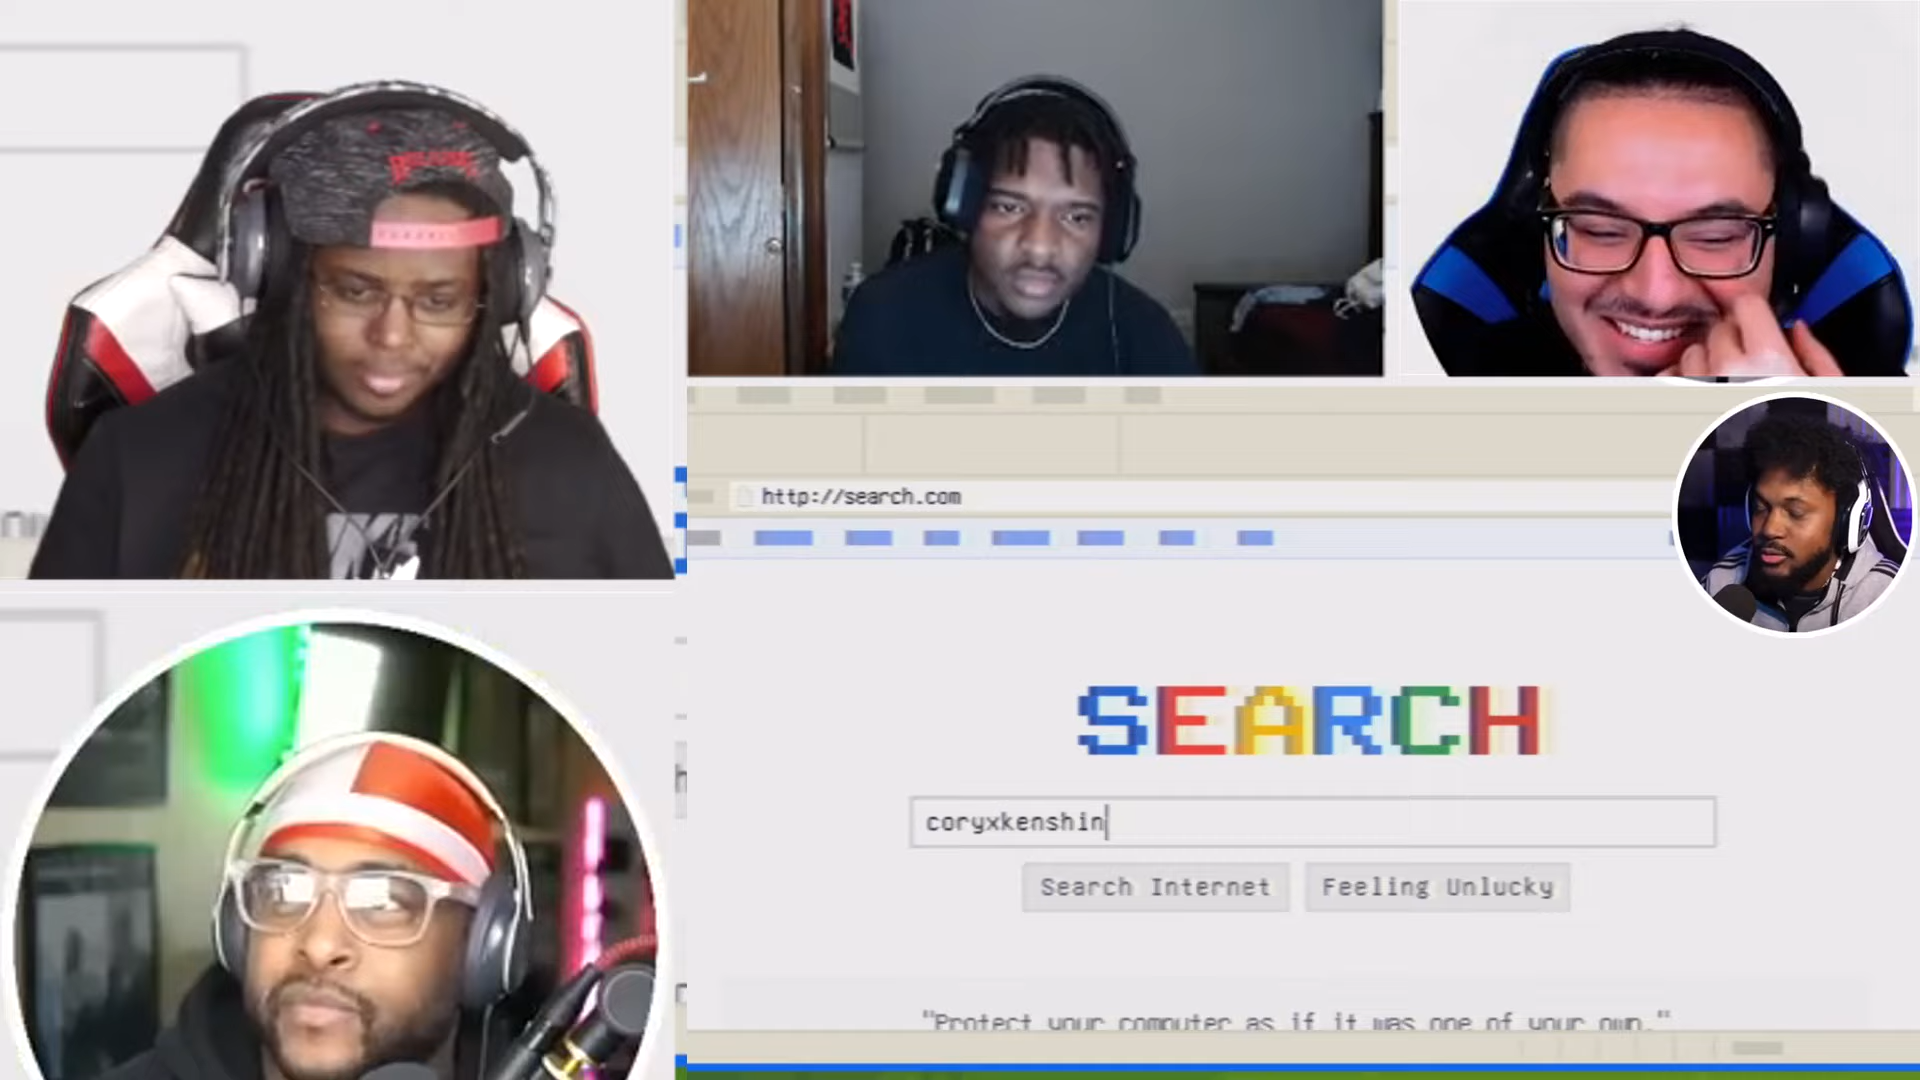 http://search.com
SEARCH
coryxkenshin
Search Internet
Feeling Unlucky
"Protect your computer as if it was one of your own."